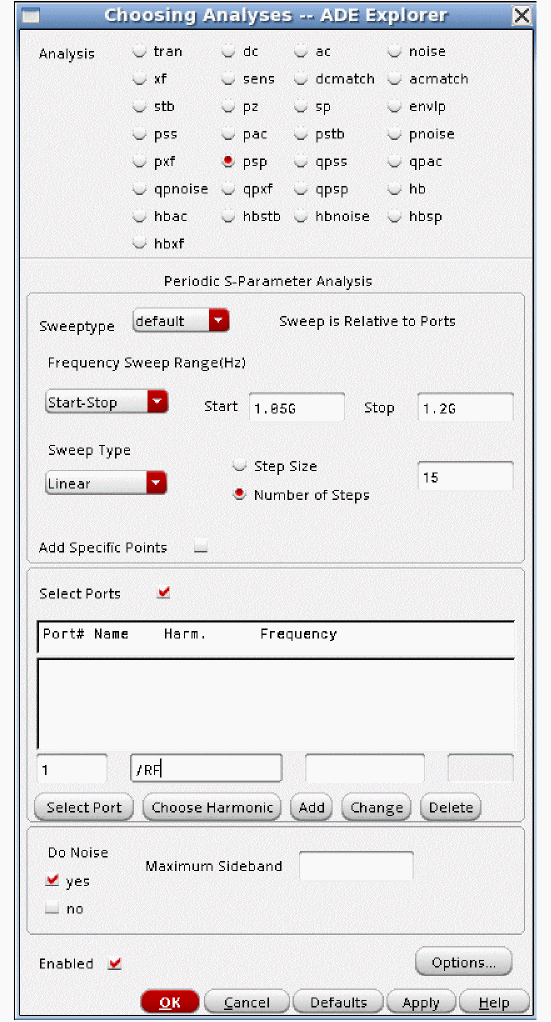 Choosing Analyses -- ADE Explorer
Analysis tran dc ac noise
xf sens dcmatch acmatch
stb pz sp envlp
pss pac pstb pnoise
pxf psp qpss qpac
qpnoise qpxf qpsp hb
hbac hbstb hbnoise hbsp
hbxf
Periodic S-Parameter Analysis
Sweeptype default Sweep is Relative to Ports
Frequency Sweep Range(Hz)
Start-Stop Start 1.05G Stop 1.2G
Sweep Type
Step Size
Linear 15
Number of Steps
Add Specific Points
Select Ports
Port# Name Harm. Frequency
1 /RF
Select Port Choose Harmonic Add Change Delete
Do Noise
Maximum Sideband
yes
no
Enabled Options...
OK Cancel Defaults Apply Help